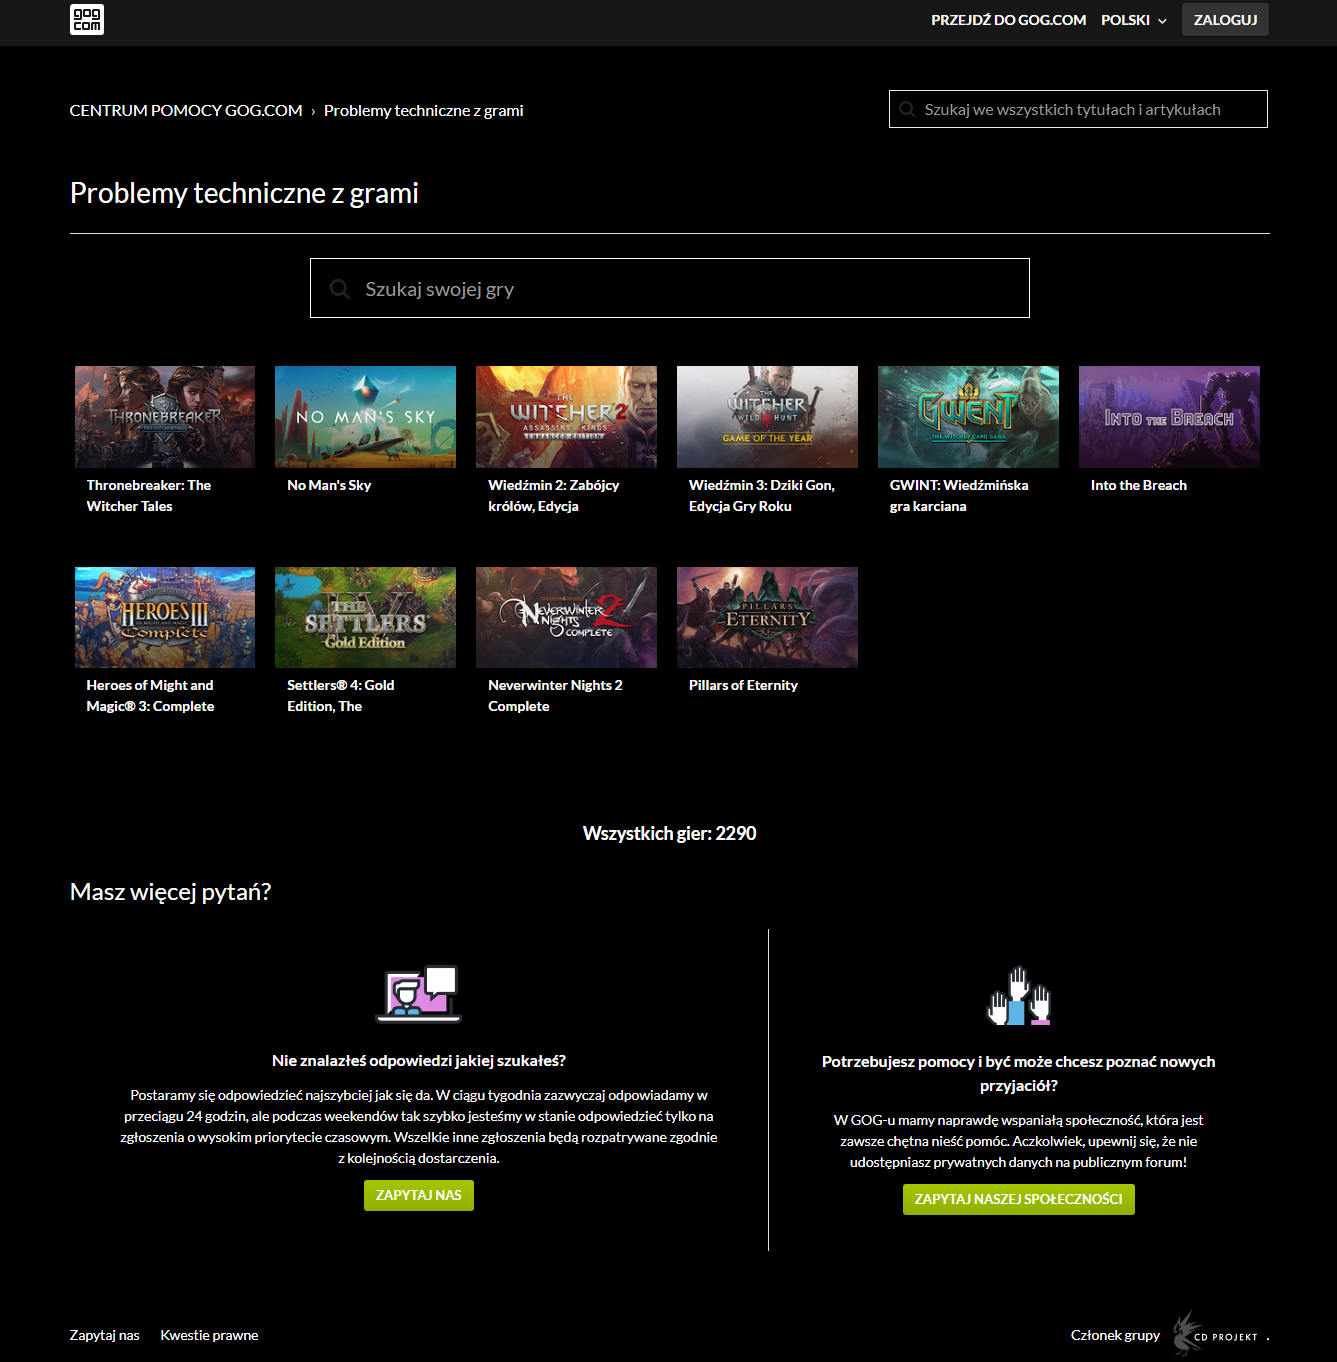 gog
com
PRZEJDŹ DO GOG.COM POLSKI ZALOGUJ
CENTRUM POMOCY GOG.COM › Problemy techniczne z grami
Szukaj we wszystkich tytułach i artykułach
Problemy techniczne z grami
Szukaj swojej gry
THRONEBREAKER
NO MAN'S SKY
THE
WITCHER 2
ASSASSINS of KINGS
ENHANCED EDITION
THE
WITCHER
WILD HUNT
GAME OF THE YEAR
GWENT
THE WITCHER CARD GAME
INTO THE BREACH
Thronebreaker: The
Witcher Tales
No Man's Sky
Wiedźmin 2: Zabójcy
królów, Edycja
Wiedźmin 3: Dziki Gon,
Edycja Gry Roku
GWINT: Wiedźmińska
gra karciana
Into the Breach
HEROES III
Complete
IV
THE
SETTLERS
Gold Edition
NEVERWINTER
NIGHTS 2
COMPLETE
PILLARS
OF
ETERNITY
Heroes of Might and
Magic® 3: Complete
Settlers® 4: Gold
Edition, The
Neverwinter Nights 2
Complete
Pillars of Eternity
Wszystkich gier: 2290
Masz więcej pytań?
Nie znalazłeś odpowiedzi jakiej szukałeś?
Postaramy się odpowiedzieć najszybciej jak się da. W ciągu tygodnia zazwyczaj odpowiadamy w
przeciągu 24 godzin, ale podczas weekendów tak szybko jesteśmy w stanie odpowiedzieć tylko na
zgłoszenia o wysokim priorytecie czasowym. Wszelkie inne zgłoszenia będą rozpatrywane zgodnie
z kolejnością dostarczenia.
ZAPYTAJ NAS
Potrzebujesz pomocy i być może chcesz poznać nowych
przyjaciół?
W GOG-u mamy naprawdę wspaniałą społeczność, która jest
zawsze chętna nieść pomóc. Aczkolwiek, upewnij się, że nie
udostępniasz prywatnych danych na publicznym forum!
ZAPYTAJ NASZEJ SPOŁECZNOŚCI
Zapytaj nas Kwestie prawne
Członek grupy CD PROJEKT .